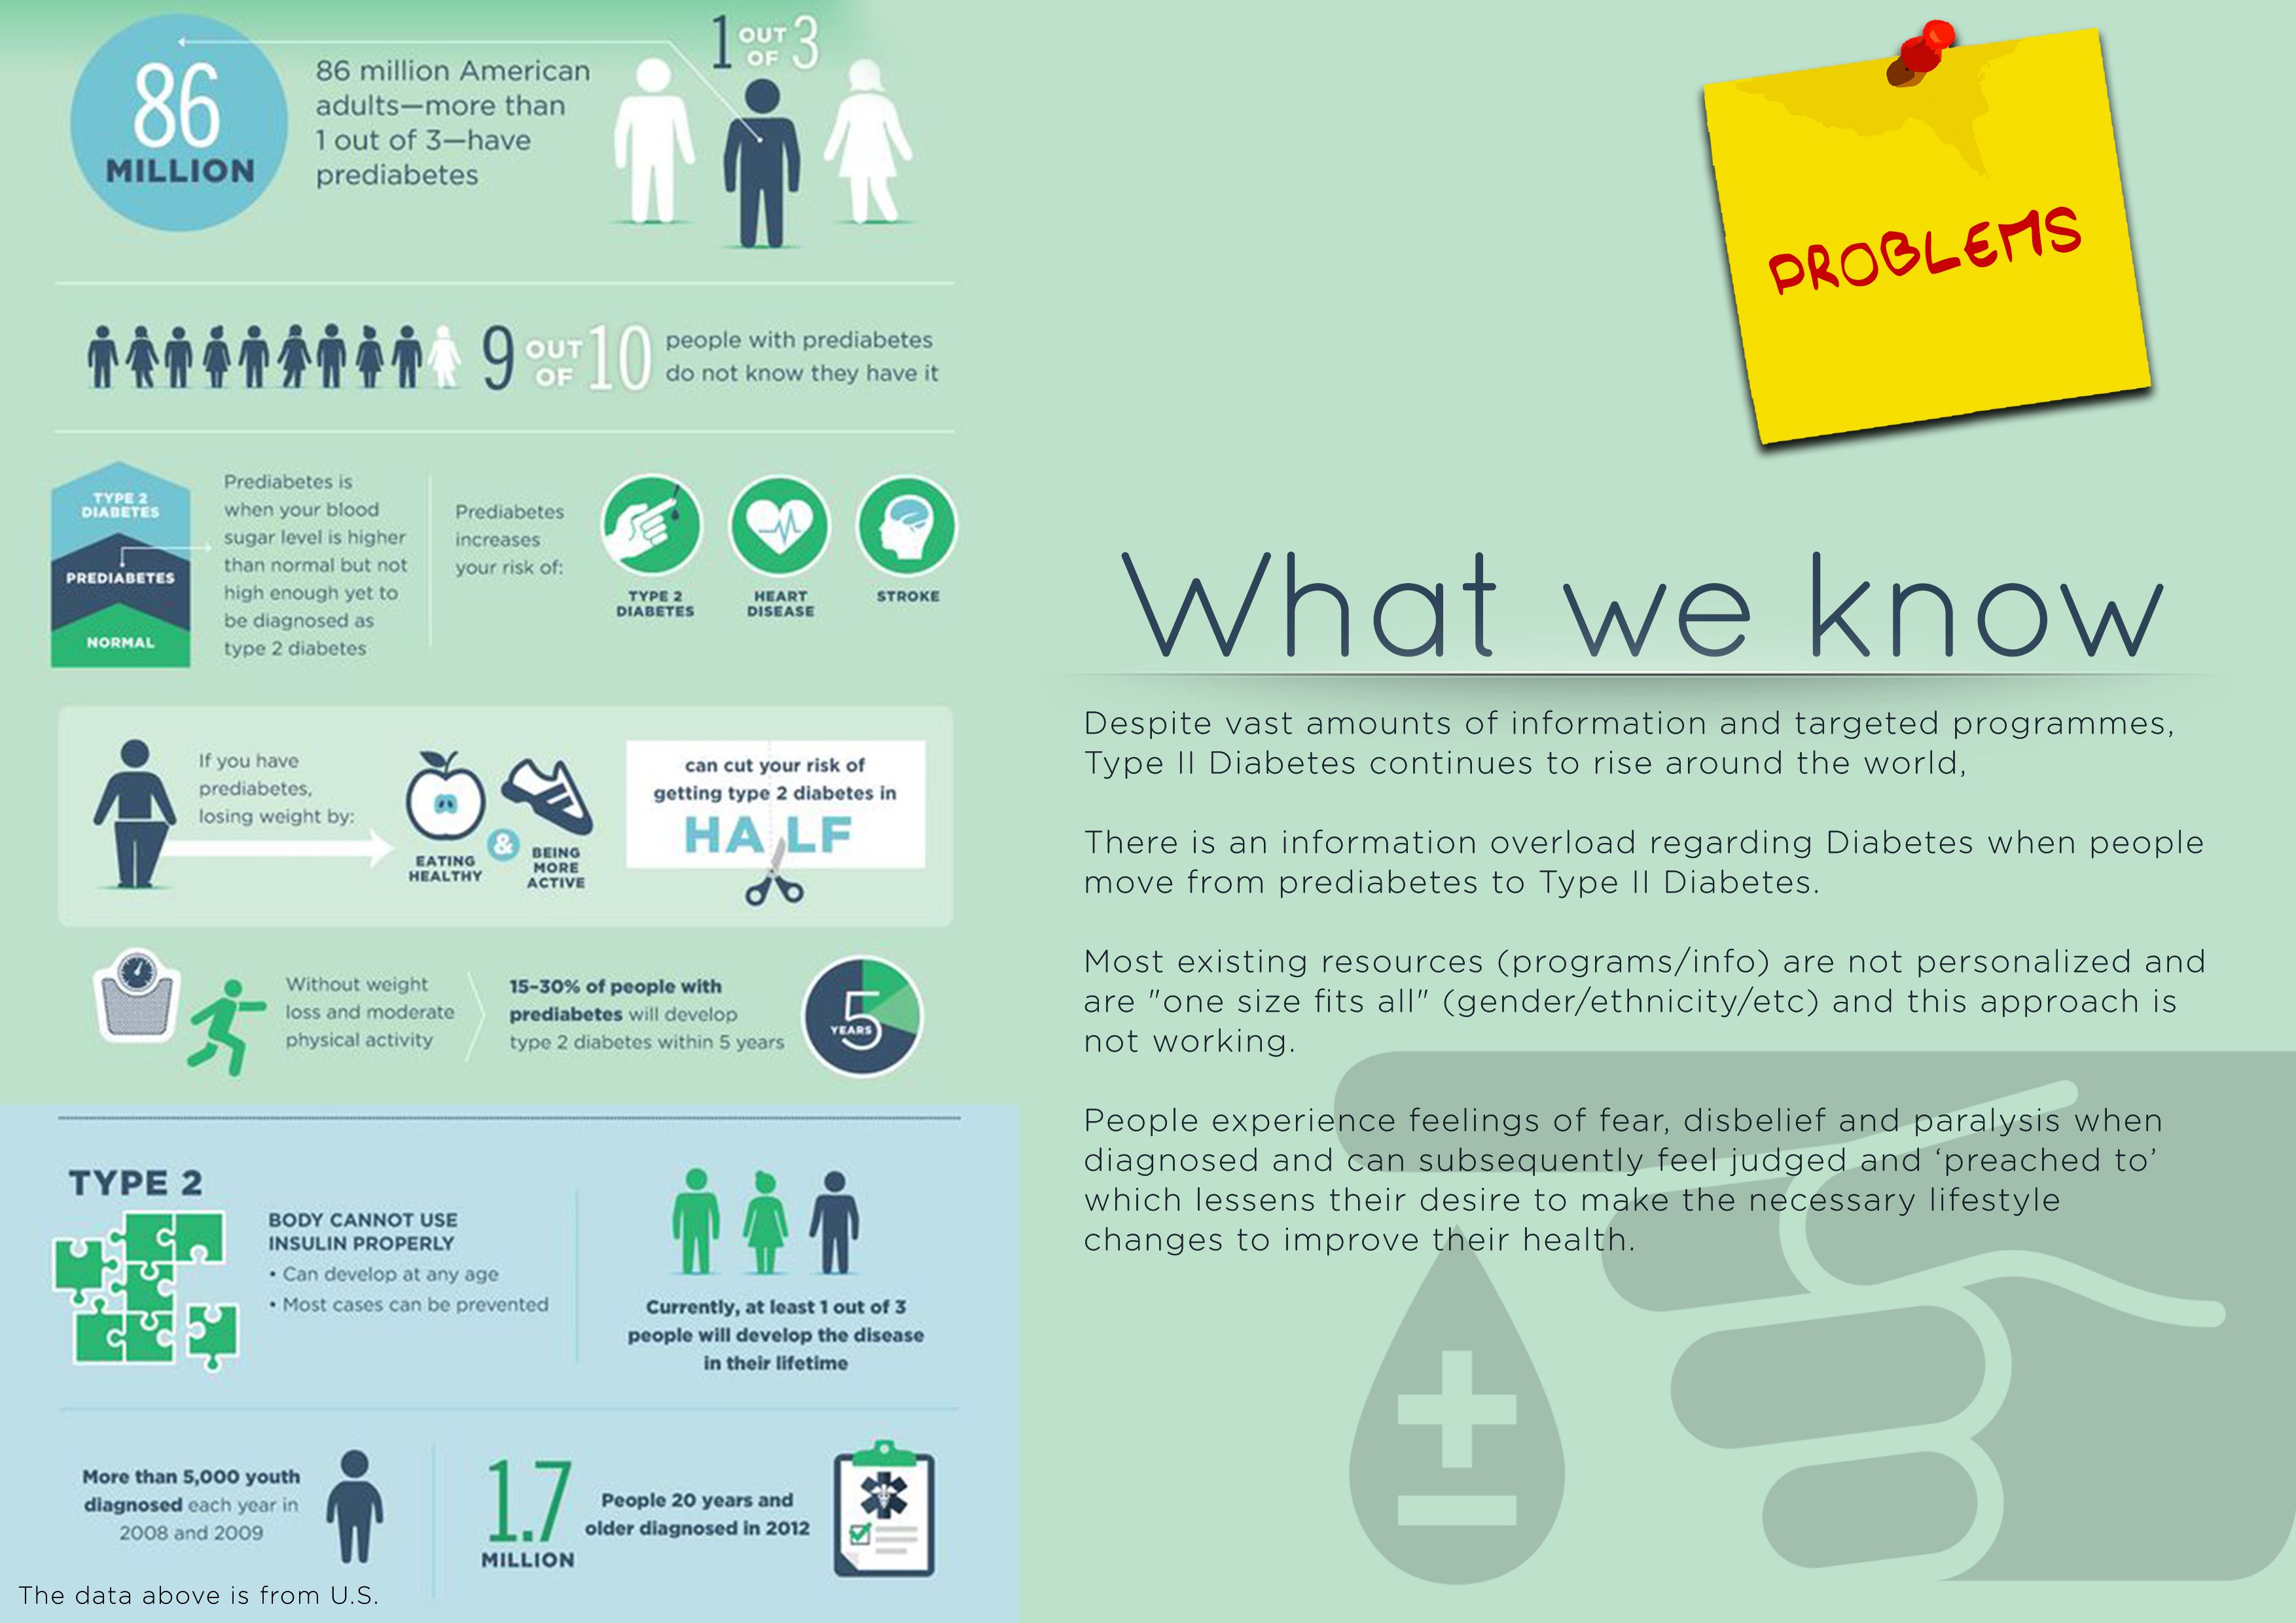 86
MILLION
86 million American
adults—more than
1 out of 3—have
prediabetes
1 OUT OF 3
9 OUT OF 10
people with prediabetes
do not know they have it
TYPE 2
DIABETES
PREDIABETES
NORMAL
Prediabetes is
when your blood
sugar level is higher
than normal but not
high enough yet to
be diagnosed as
type 2 diabetes
Prediabetes
increases
your risk of:
TYPE 2
DIABETES
HEART
DISEASE
STROKE
If you have
prediabetes,
losing weight by:
EATING
HEALTHY
&
BEING
MORE
ACTIVE
can cut your risk of
getting type 2 diabetes in
HALF
Without weight
loss and moderate
physical activity
15-30% of people with
prediabetes will develop
type 2 diabetes within 5 years
5
YEARS
TYPE 2
BODY CANNOT USE
INSULIN PROPERLY
• Can develop at any age
• Most cases can be prevented
Currently, at least 1 out of 3
people will develop the disease
in their lifetime
More than 5,000 youth
diagnosed each year in
2008 and 2009
1.7
MILLION
People 20 years and
older diagnosed in 2012
The data above is from U.S.
PROBLEMS
What we know
Despite vast amounts of information and targeted programmes,
Type II Diabetes continues to rise around the world,
There is an information overload regarding Diabetes when people
move from prediabetes to Type II Diabetes.
Most existing resources (programs/info) are not personalized and
are "one size fits all" (gender/ethnicity/etc) and this approach is
not working.
People experience feelings of fear, disbelief and paralysis when
diagnosed and can subsequently feel judged and ‘preached to’
which lessens their desire to make the necessary lifestyle
changes to improve their health.